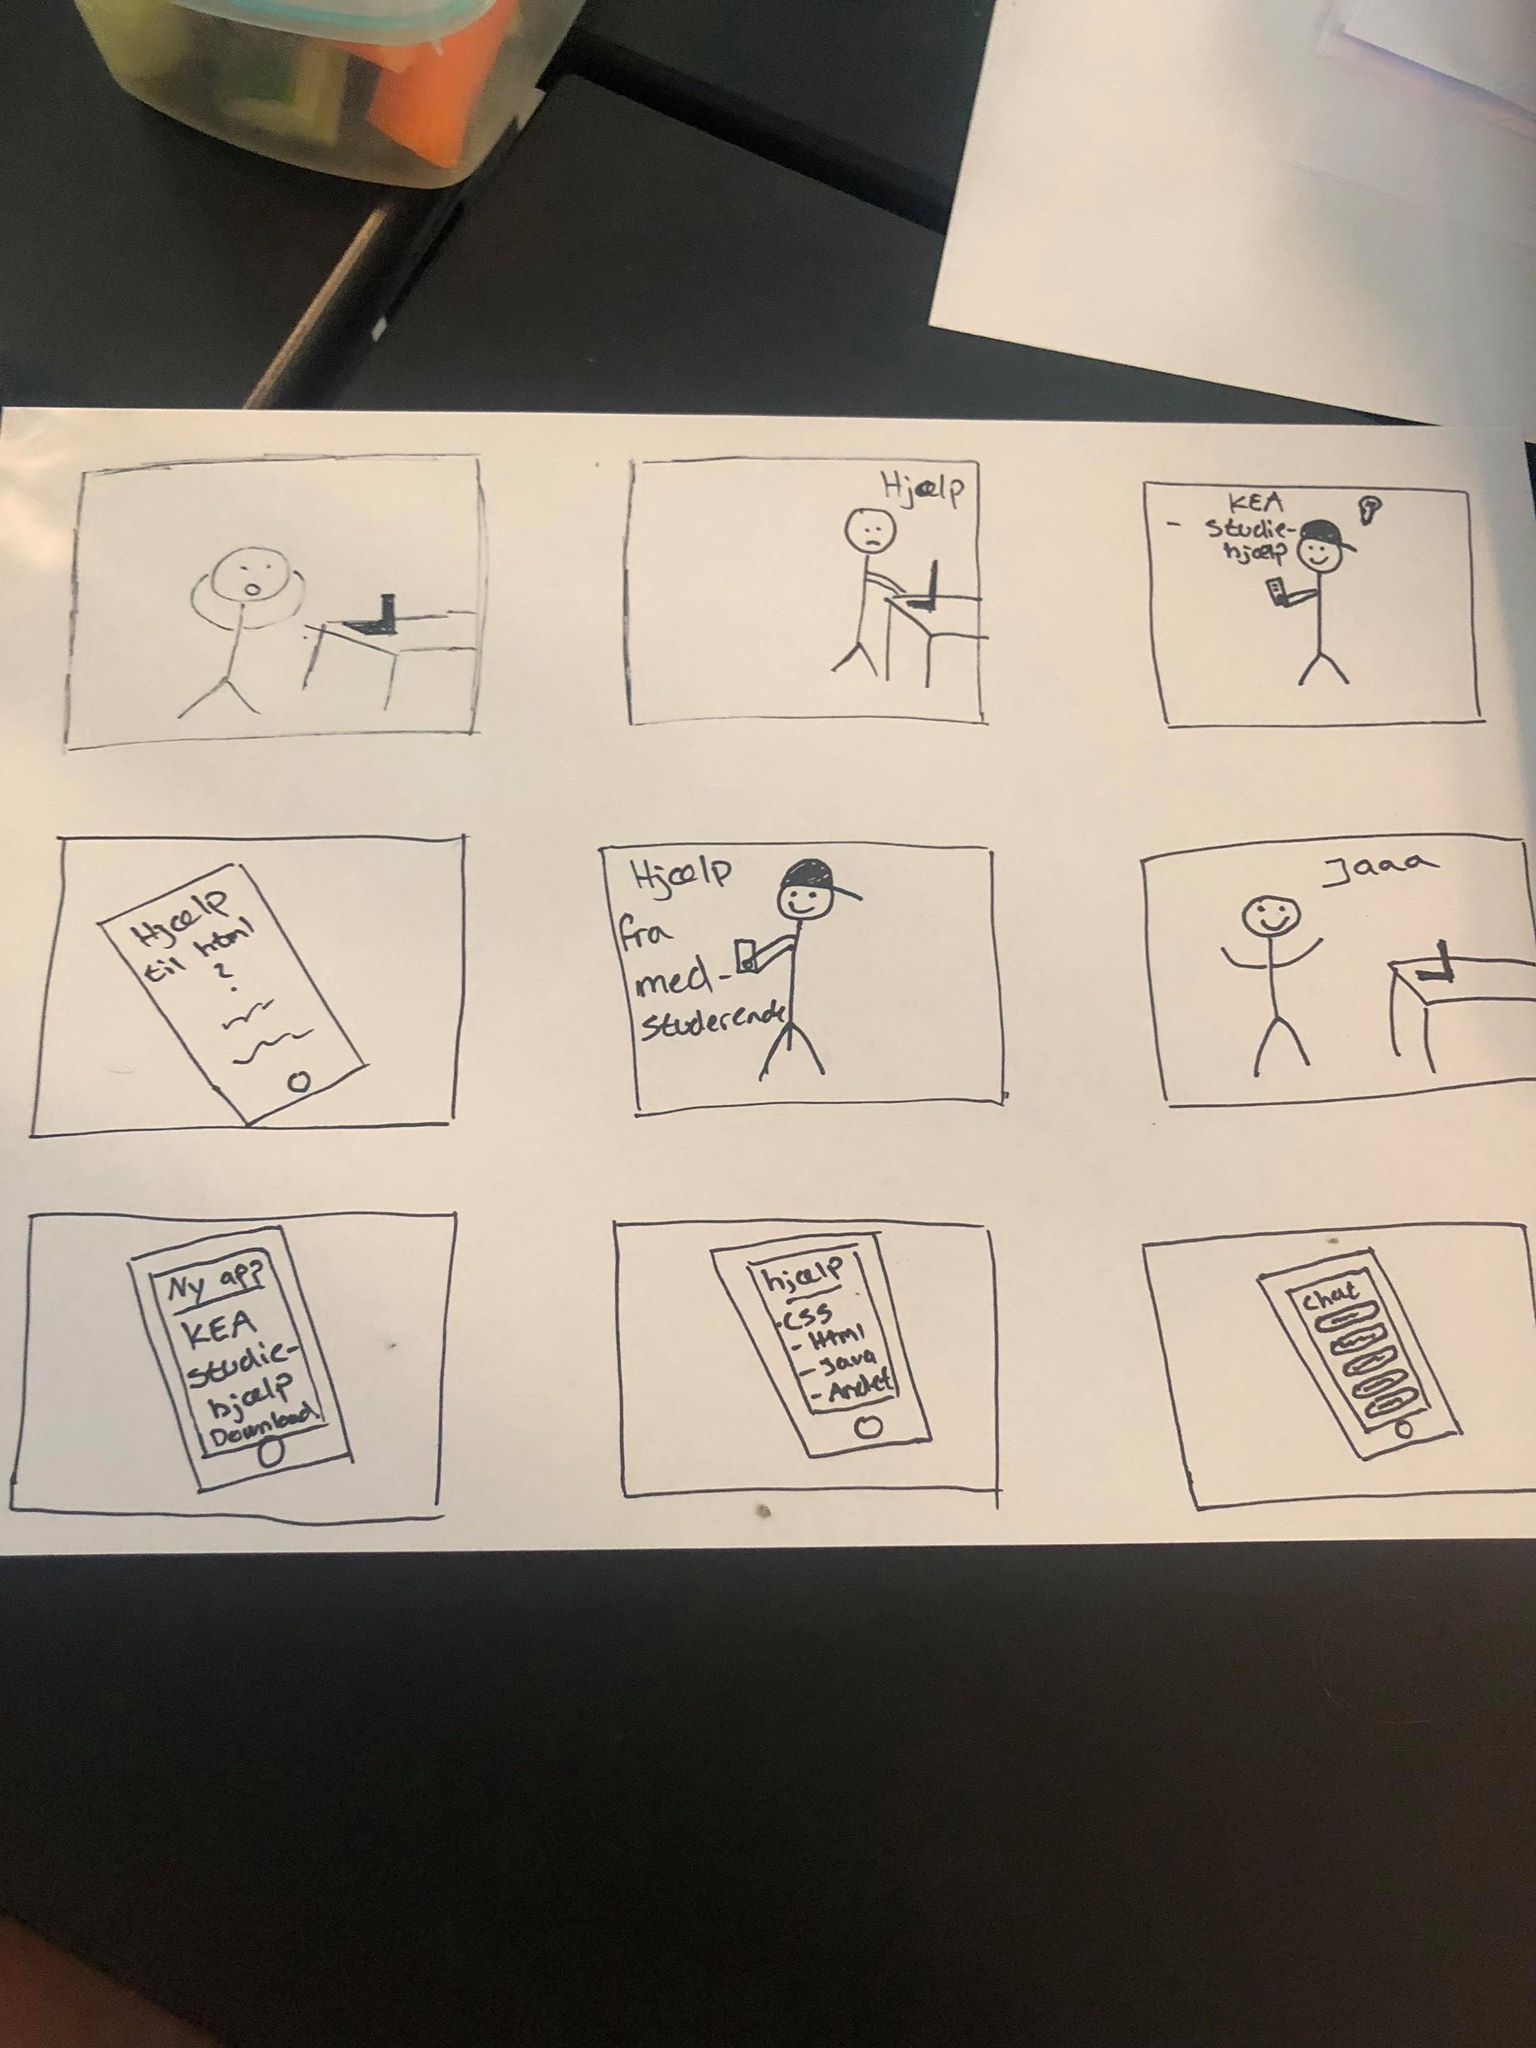 Hjælp
KEA
- Studie-
hjælp
Hjælp
til html
?
Hjælp
fra
med-
studerende
Jaaa
Ny app
KEA
studie-
hjælp
Download
hjælp
·CSS
- Html
- Java
- Andet
Chat